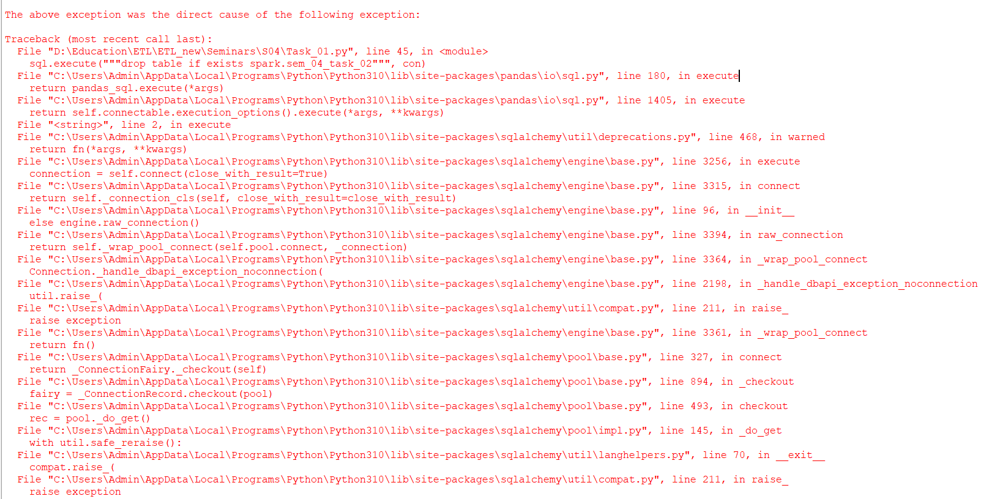 The above exception was the direct cause of the following exception:
Traceback (most recent call last):
File "D:\Education\ETL\ETL_new\Seminars\S04\Task_01.py", line 45, in <module>
sql.execute("""drop table if exists spark.sem_04_task_02""", con)
File "C:\Users\Admin\AppData\Local\Programs\Python\Python310\lib\site-packages\pandas\io\sql.py", line 180, in execute
return pandas_sql.execute(*args)
File "C:\Users\Admin\AppData\Local\Programs\Python\Python310\lib\site-packages\pandas\io\sql.py", line 1405, in execute
return self.connectable.execution_options().execute(*args, **kwargs)
File "<string>", line 2, in execute
File "C:\Users\Admin\AppData\Local\Programs\Python\Python310\lib\site-packages\sqlalchemy\util\deprecations.py", line 468, in warned
return fn(*args, **kwargs)
File "C:\Users\Admin\AppData\Local\Programs\Python\Python310\lib\site-packages\sqlalchemy\engine\base.py", line 3256, in execute
connection = self.connect(close_with_result=True)
File "C:\Users\Admin\AppData\Local\Programs\Python\Python310\lib\site-packages\sqlalchemy\engine\base.py", line 3315, in connect
return self._connection_cls(self, close_with_result=close_with_result)
File "C:\Users\Admin\AppData\Local\Programs\Python\Python310\lib\site-packages\sqlalchemy\engine\base.py", line 96, in __init__
else engine.raw_connection()
File "C:\Users\Admin\AppData\Local\Programs\Python\Python310\lib\site-packages\sqlalchemy\engine\base.py", line 3394, in raw_connection
return self._wrap_pool_connect(self.pool.connect, _connection)
File "C:\Users\Admin\AppData\Local\Programs\Python\Python310\lib\site-packages\sqlalchemy\engine\base.py", line 3364, in _wrap_pool_connect
Connection._handle_dbapi_exception_noconnection(
File "C:\Users\Admin\AppData\Local\Programs\Python\Python310\lib\site-packages\sqlalchemy\engine\base.py", line 2198, in _handle_dbapi_exception_noconnection
util.raise_(
File "C:\Users\Admin\AppData\Local\Programs\Python\Python310\lib\site-packages\sqlalchemy\util\compat.py", line 211, in raise_
raise exception
File "C:\Users\Admin\AppData\Local\Programs\Python\Python310\lib\site-packages\sqlalchemy\engine\base.py", line 3361, in _wrap_pool_connect
return fn()
File "C:\Users\Admin\AppData\Local\Programs\Python\Python310\lib\site-packages\sqlalchemy\pool\base.py", line 327, in connect
return _ConnectionFairy._checkout(self)
File "C:\Users\Admin\AppData\Local\Programs\Python\Python310\lib\site-packages\sqlalchemy\pool\base.py", line 894, in _checkout
fairy = _ConnectionRecord.checkout(pool)
File "C:\Users\Admin\AppData\Local\Programs\Python\Python310\lib\site-packages\sqlalchemy\pool\base.py", line 493, in checkout
rec = pool._do_get()
File "C:\Users\Admin\AppData\Local\Programs\Python\Python310\lib\site-packages\sqlalchemy\pool\impl.py", line 145, in _do_get
with util.safe_reraise():
File "C:\Users\Admin\AppData\Local\Programs\Python\Python310\lib\site-packages\sqlalchemy\util\langhelpers.py", line 70, in __exit__
compat.raise_(
File "C:\Users\Admin\AppData\Local\Programs\Python\Python310\lib\site-packages\sqlalchemy\util\compat.py", line 211, in raise_
raise exception